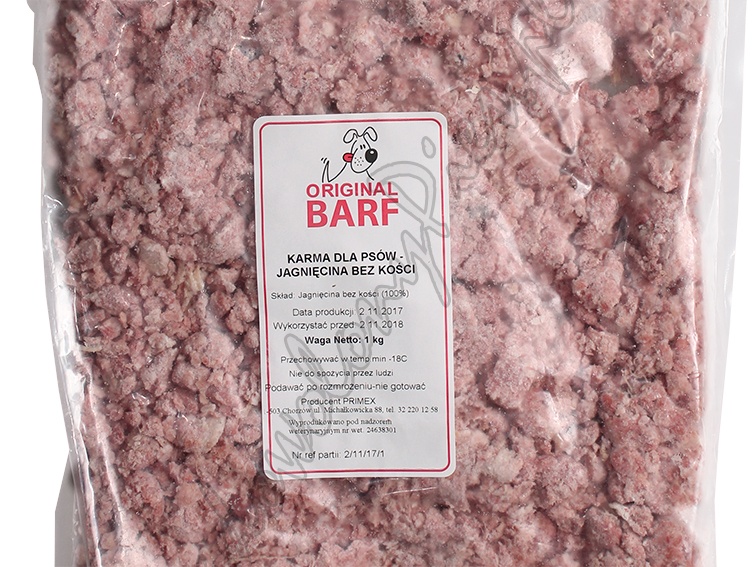 ORIGINAL
BARF
KARMA DLA PSÓW -
JAGNIĘCINA BEZ KOŚCI
Skład: Jagnięcina bez kości (100%)
Data produkcji 2 11 2017
Wykorzystać przed 2 11 2018
Waga Netto: 1 kg
Przechowywać w temp min -18C
Nie do spożycia przez ludzi
Podawać po rozmrożeniu-nie gotować
Producent PRIMEX
-503 Chorzów ul Michałkowicka 88, tel. 32 220 12 58
Wyprodukowano pod nadzorem
weterynaryjnym nr wet. 24638301
Nr ref partii 2/11/17/1